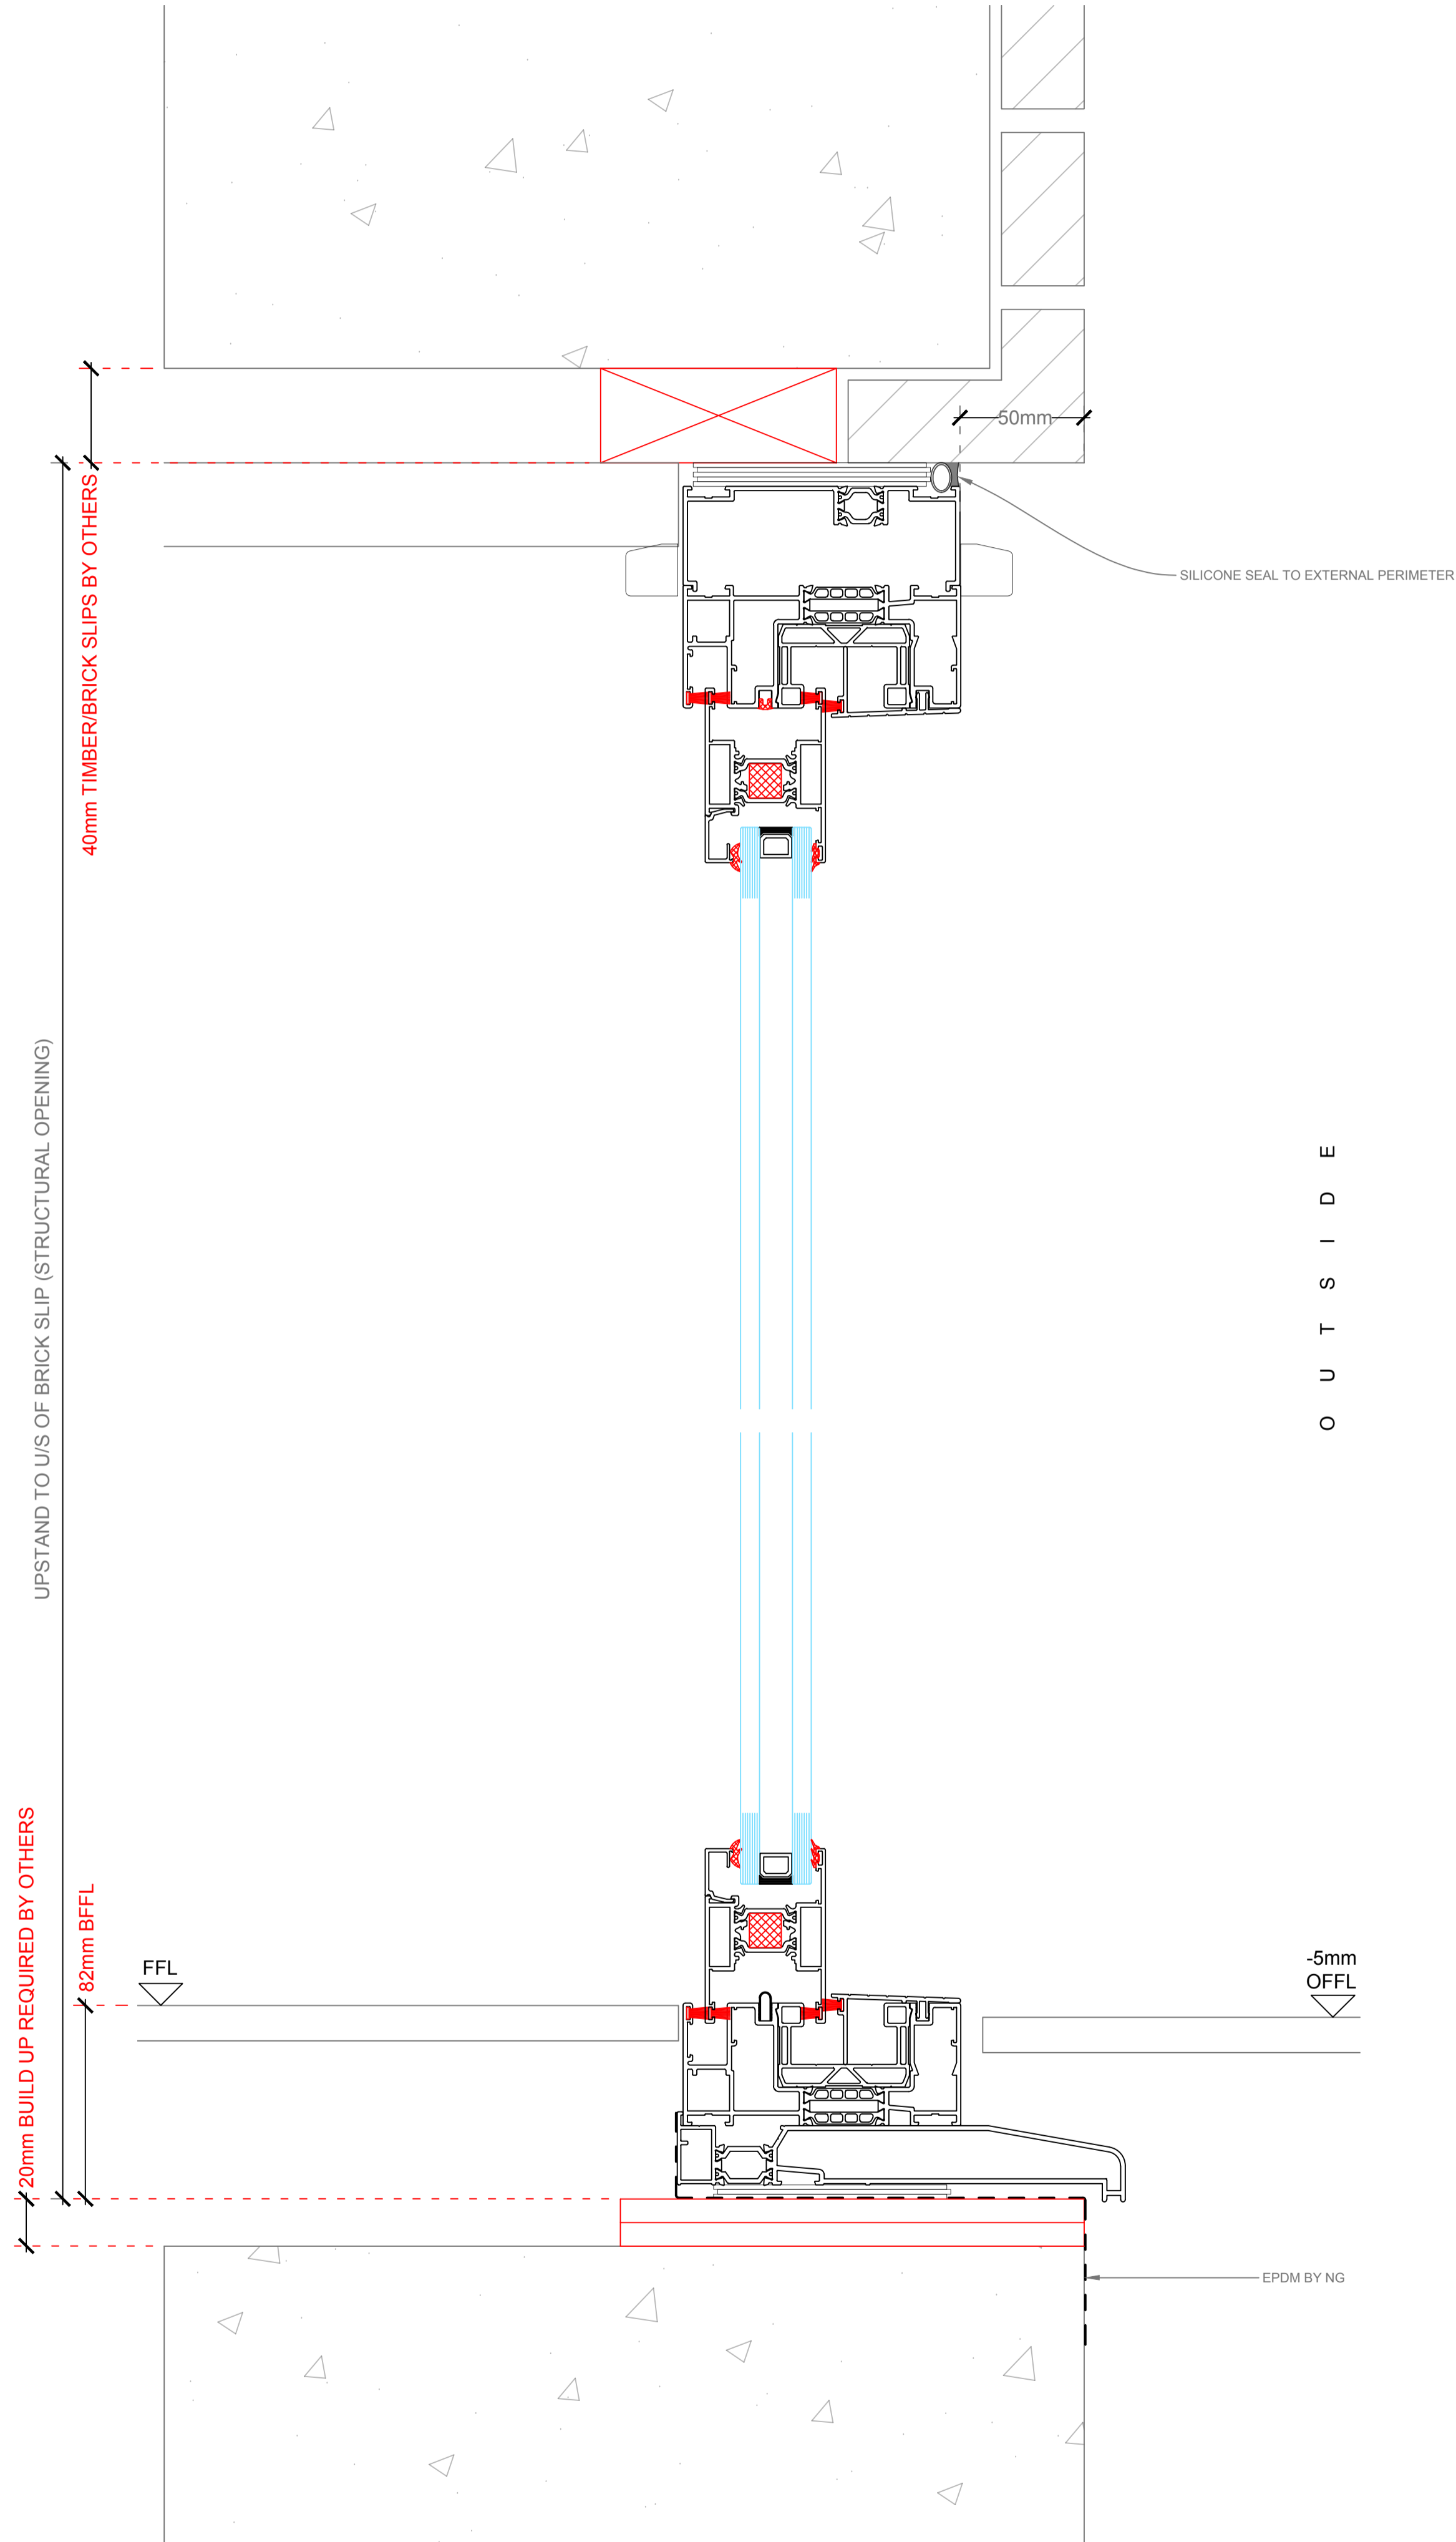 50mm
SILICONE SEAL TO EXTERNAL PERIMETER
40mm TIMBER/BRICK SLIPS BY OTHERS
UPSTAND TO U/S OF BRICK SLIP (STRUCTURAL OPENING)
OUTSIDE
20mm BUILD UP REQUIRED BY OTHERS
82mm BFFL
FFL
-5mm
OFFL
EPDM BY NG